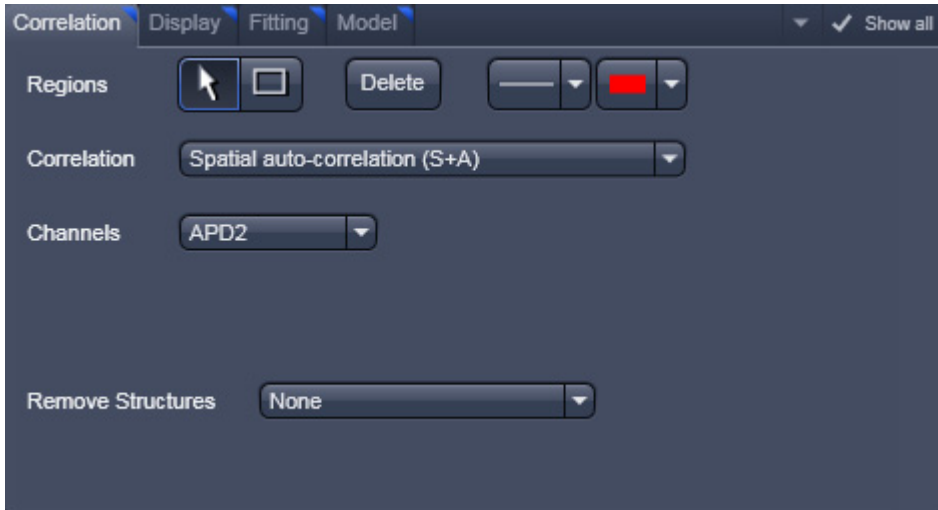 Correlation Display Fitting Model Show all
Regions Delete
Correlation Spatial auto-correlation (S+A)
Channels APD2
Remove Structures None